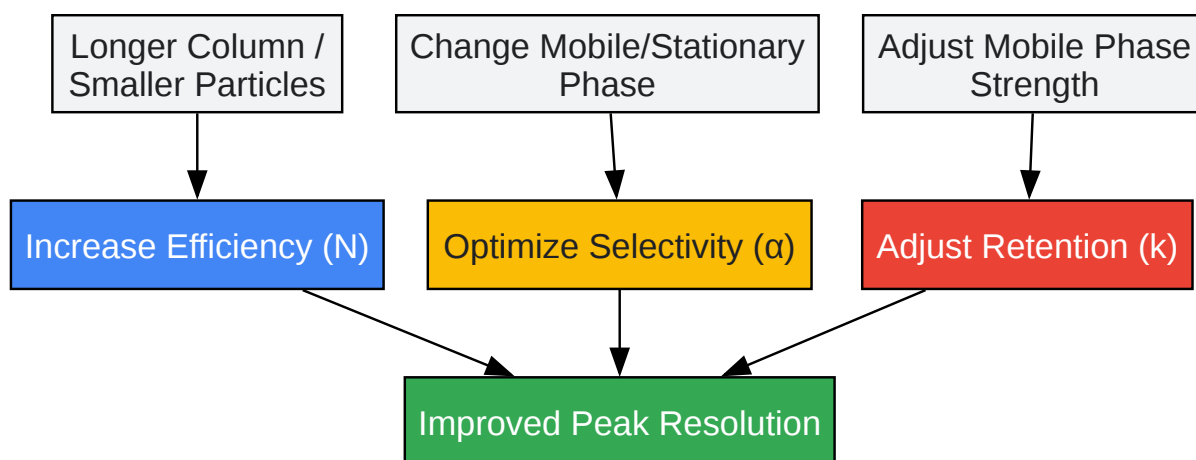 Longer Column /
Smaller Particles
Change Mobile/Stationary
Phase
Adjust Mobile Phase
Strength
Increase Efficiency (N)
Optimize Selectivity (α)
Adjust Retention (k)
Improved Peak Resolution